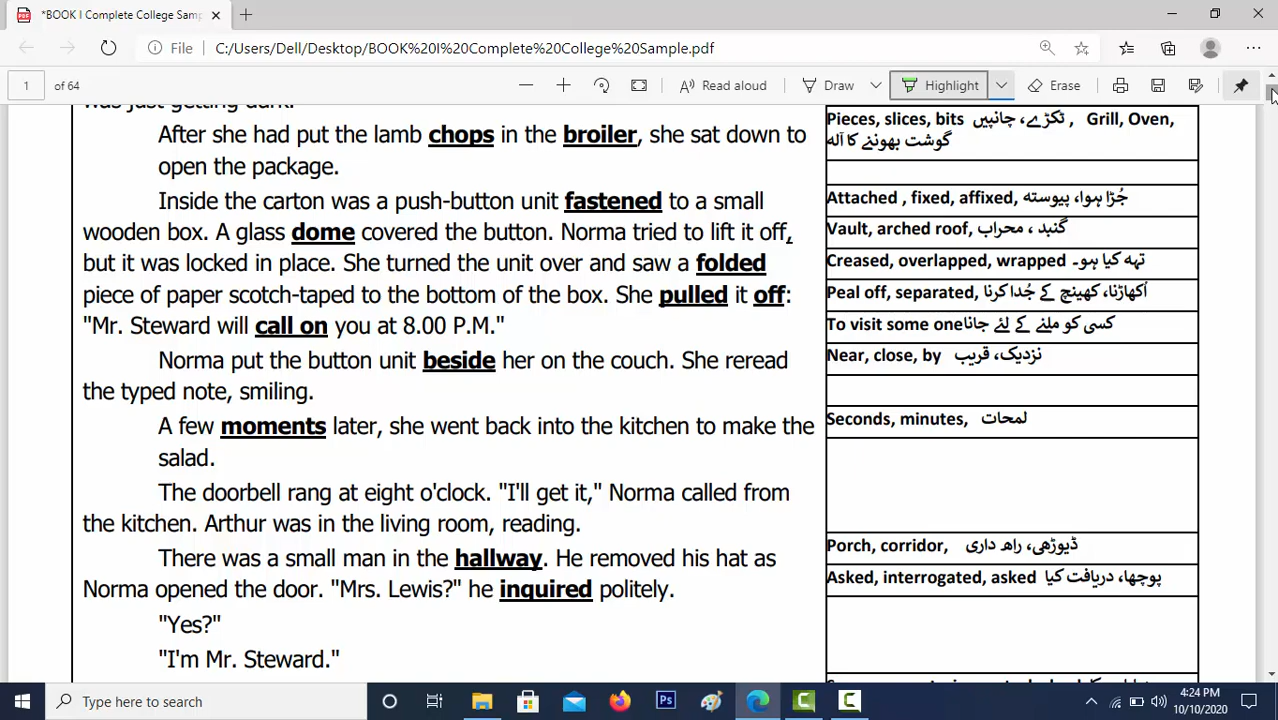 *BOOK I Complete College Samp
File C:/Users/Dell/Desktop/BOOK%20I%20Complete%20College%20Sample.pdf
1 of 64 Read aloud Draw Highlight Erase
was just getting dark.
After she had put the lamb chops in the broiler, she sat down to
open the package.
Inside the carton was a push-button unit fastened to a small
wooden box. A glass dome covered the button. Norma tried to lift it off,
but it was locked in place. She turned the unit over and saw a folded
piece of paper scotch-taped to the bottom of the box. She pulled it off:
"Mr. Steward will call on you at 8.00 P.M."
Norma put the button unit beside her on the couch. She reread
the typed note, smiling.
A few moments later, she went back into the kitchen to make the
salad.
The doorbell rang at eight o'clock. "I'll get it," Norma called from
the kitchen. Arthur was in the living room, reading.
There was a small man in the hallway. He removed his hat as
Norma opened the door. "Mrs. Lewis?" he inquired politely.
"Yes?"
"I'm Mr. Steward."
Pieces, slices, bits ٹکڑے، چانپیں , Grill, Oven,
گوشت بھوننے کا آلہ
Attached , fixed, affixed, جُڑا ہوا، پیوستہ
Vault, arched roof, گنبد ، محراب
Creased, overlapped, wrapped تہہ کیا ہو۔
Peal off, separated, اُکھاڑنا، کھینچ کے جُدا کرنا
To visit some one کسی کو ملنے کے لئے جانا
Near, close, by نزدیک، قریب
Seconds, minutes, لمحات
Porch, corridor, ڈیوڑھی، راہ داری
Asked, interrogated, asked پوچھا، دریافت کیا
Type here to search
4:24 PM
10/10/2020